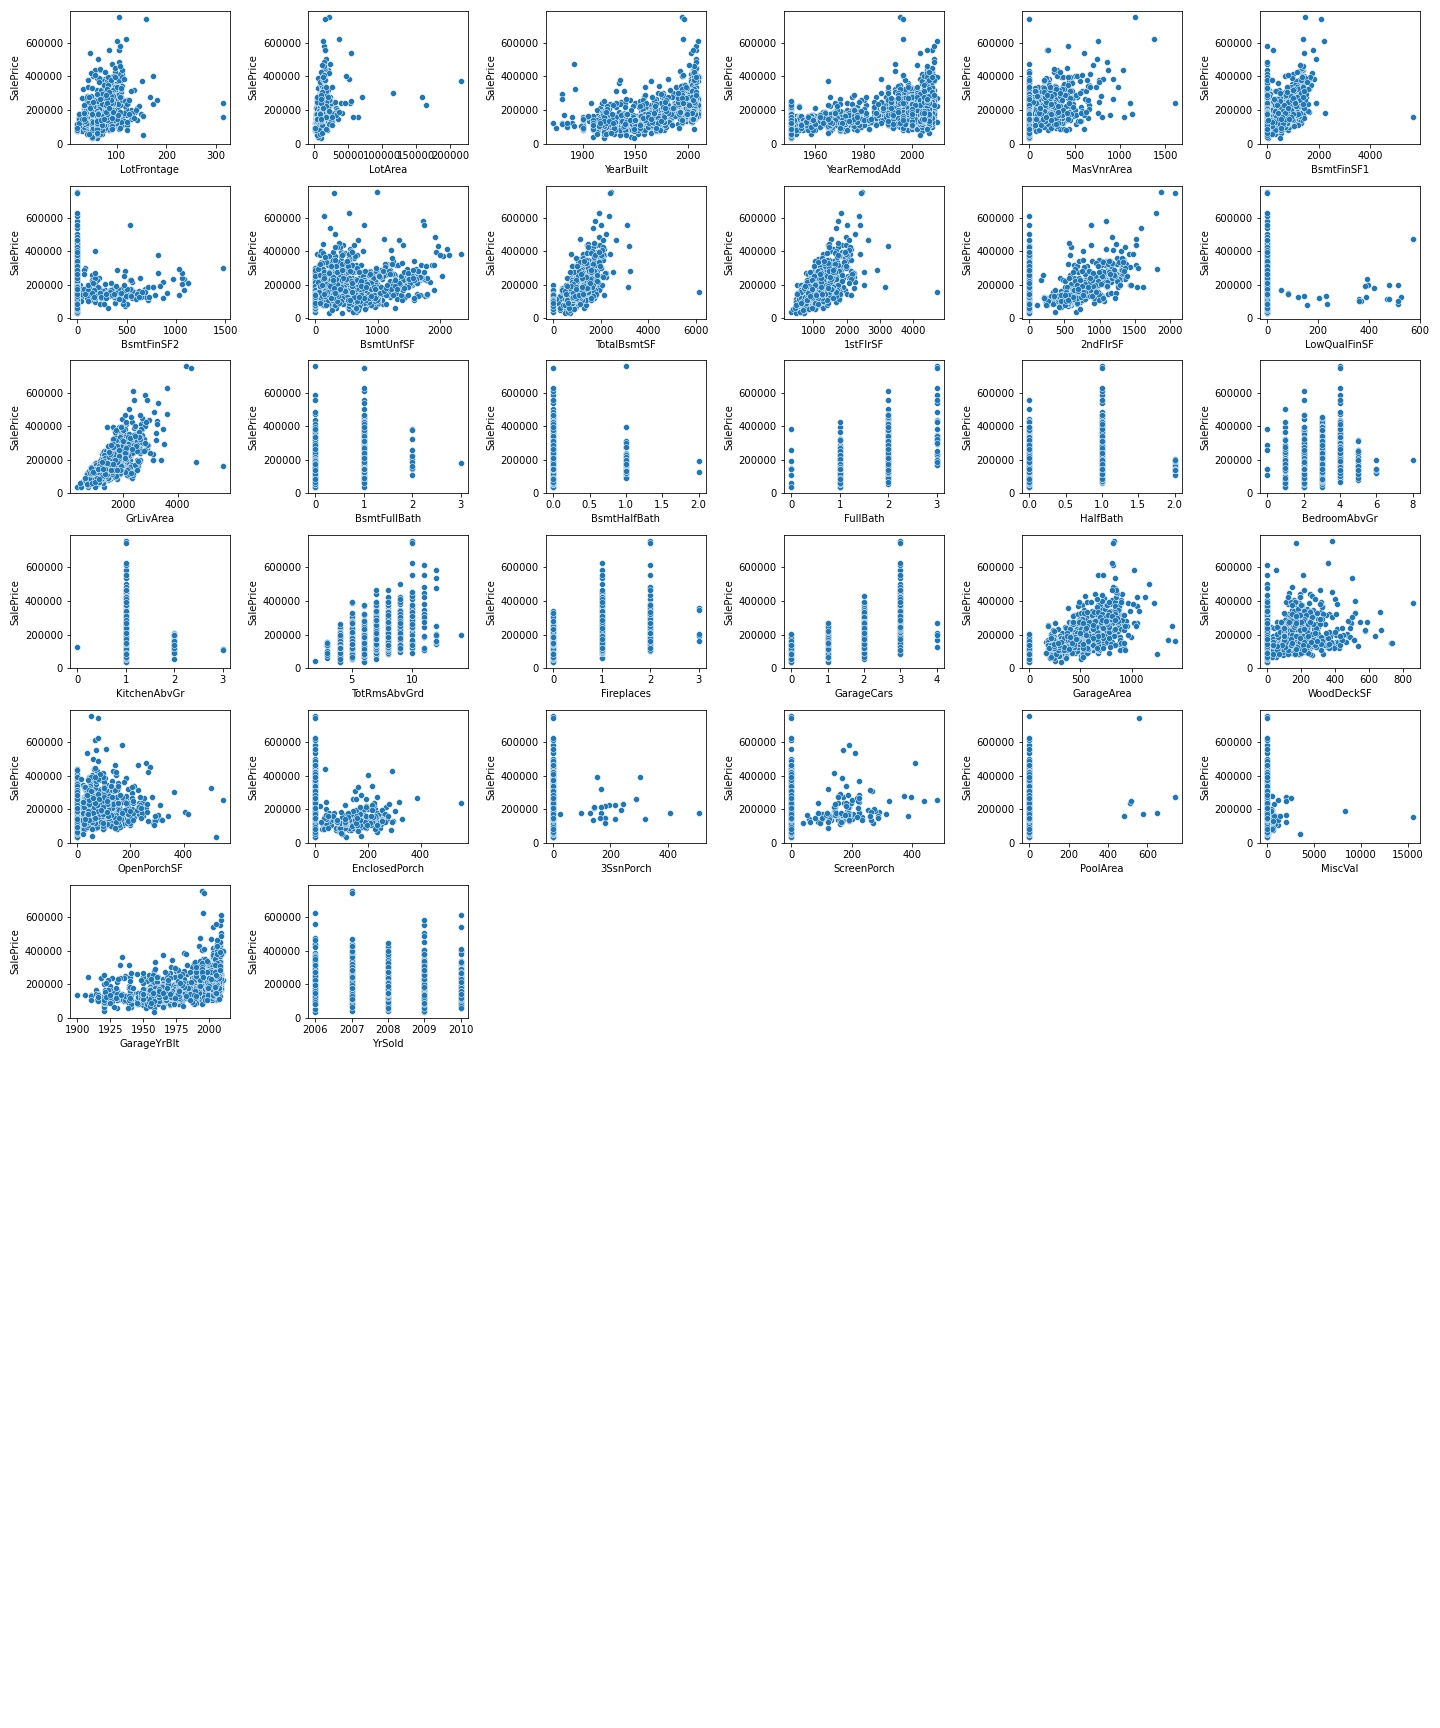 600000 600000 600000 600000 600000 600000
400000 400000 400000 400000 400000 400000
SalePrice SalePrice SalePrice SalePrice SalePrice SalePrice
200000 200000 200000 200000 200000 200000
0 0 0 0 0 0
100 200 300 0 50000 100000 150000 200000 1900 1950 2000 1960 1980 2000 0 500 1000 1500 0 2000 4000
LotFrontage LotArea YearBuilt YearRemodAdd MasVnrArea BsmtFinSF1
600000 600000 600000 600000 600000 600000
400000 400000 400000 400000 400000 400000
SalePrice SalePrice SalePrice SalePrice SalePrice SalePrice
200000 200000 200000 200000 200000 200000
0 0 0 0 0 0
0 500 1000 1500 0 1000 2000 0 2000 4000 6000 1000 2000 3000 4000 0 500 1000 1500 2000 0 200 400 600
BsmtFinSF2 BsmtUnfSF TotalBsmtSF 1stFlrSF 2ndFlrSF LowQualFinSF
600000 600000 600000 600000 600000 600000
400000 400000 400000 400000 400000 400000
SalePrice SalePrice SalePrice SalePrice SalePrice SalePrice
200000 200000 200000 200000 200000 200000
0 0 0 0 0 0
2000 4000 0 1 2 3 0.0 0.5 1.0 1.5 2.0 0 1 2 3 0.0 0.5 1.0 1.5 2.0 0 2 4 6 8
GrLivArea BsmtFullBath BsmtHalfBath FullBath HalfBath BedroomAbvGr
600000 600000 600000 600000 600000 600000
400000 400000 400000 400000 400000 400000
SalePrice SalePrice SalePrice SalePrice SalePrice SalePrice
200000 200000 200000 200000 200000 200000
0 0 0 0 0 0
0 1 2 3 5 10 0 1 2 3 0 1 2 3 4 0 500 1000 0 200 400 600 800
KitchenAbvGr TotRmsAbvGrd Fireplaces GarageCars GarageArea WoodDeckSF
600000 600000 600000 600000 600000 600000
400000 400000 400000 400000 400000 400000
SalePrice SalePrice SalePrice SalePrice SalePrice SalePrice
200000 200000 200000 200000 200000 200000
0 0 0 0 0 0
0 200 400 0 200 400 0 200 400 0 200 400 0 200 400 600 0 5000 10000 15000
OpenPorchSF EnclosedPorch 3SsnPorch ScreenPorch PoolArea MiscVal
600000 600000
400000 400000
SalePrice SalePrice
200000 200000
0 0
1900 1925 1950 1975 2000 2006 2007 2008 2009 2010
GarageYrBlt YrSold